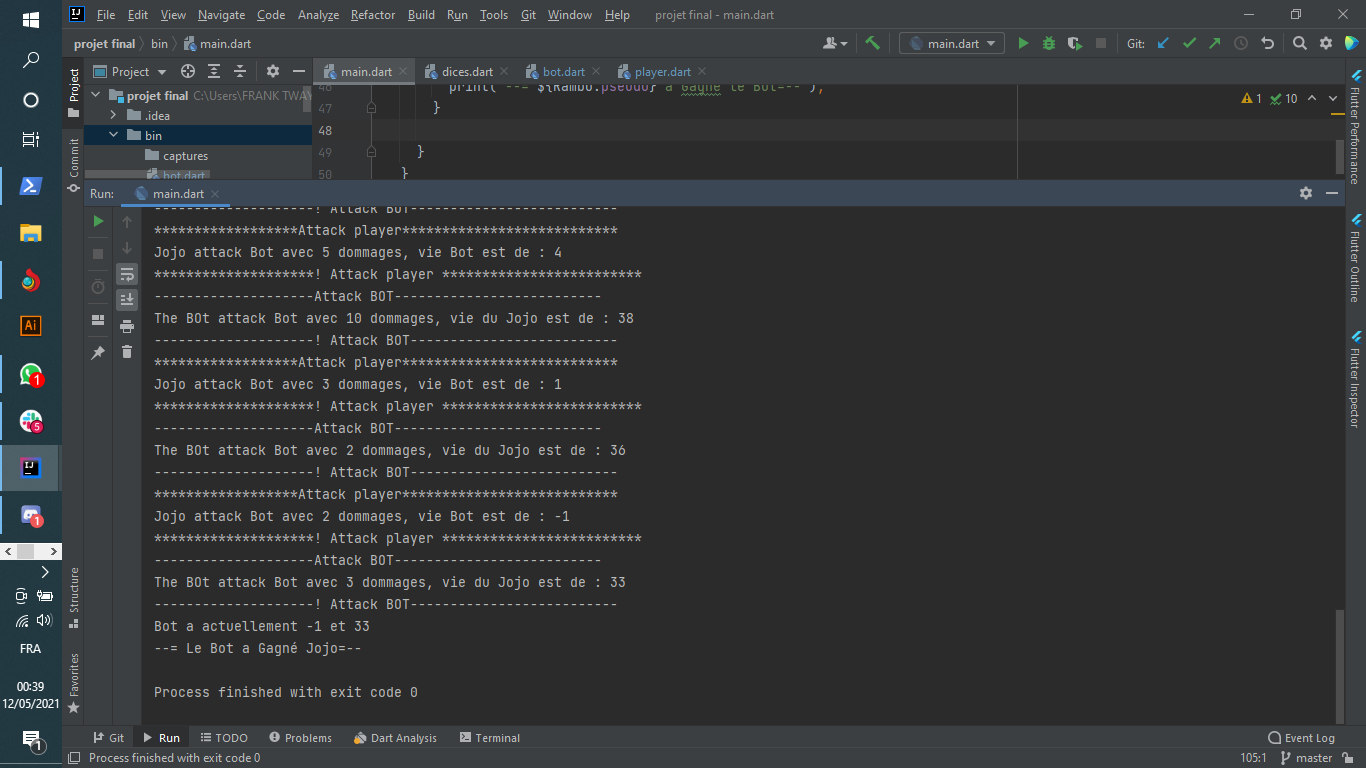 File Edit View Navigate Code Analyze Refactor Build Run Tools Git Window Help projet final - main.dart
projet final bin main.dart main.dart Git:
Project main.dart dices.dart bot.dart player.dart
projet final C:\Users\FRANK TWAY
.idea
bin
captures
bot.dart
46 print("--= ${Rambo.pseudo} a Gagné le Bot=--");
47 }
48
49 }
50 }
1 10
Project
Commit
Structure
Favorites
Flutter Performance
Flutter Outline
Flutter Inspector
Run: main.dart
--------------------! Attack BOT--------------------------
******************Attack player***************************
Jojo attack Bot avec 5 dommages, vie Bot est de : 4
********************! Attack player *************************
--------------------Attack BOT--------------------------
The BOt attack Bot avec 10 dommages, vie du Jojo est de : 38
--------------------! Attack BOT--------------------------
******************Attack player***************************
Jojo attack Bot avec 3 dommages, vie Bot est de : 1
********************! Attack player *************************
--------------------Attack BOT--------------------------
The BOt attack Bot avec 2 dommages, vie du Jojo est de : 36
--------------------! Attack BOT--------------------------
******************Attack player***************************
Jojo attack Bot avec 2 dommages, vie Bot est de : -1
********************! Attack player *************************
--------------------Attack BOT--------------------------
The BOt attack Bot avec 3 dommages, vie du Jojo est de : 33
--------------------! Attack BOT--------------------------
Bot a actuellement -1 et 33
--= Le Bot a Gagné Jojo=--
Process finished with exit code 0
Git Run TODO Problems Dart Analysis Terminal Event Log
Process finished with exit code 0 105:1 master
Ai
1
5
IJ
1
FRA
00:39
12/05/2021
1